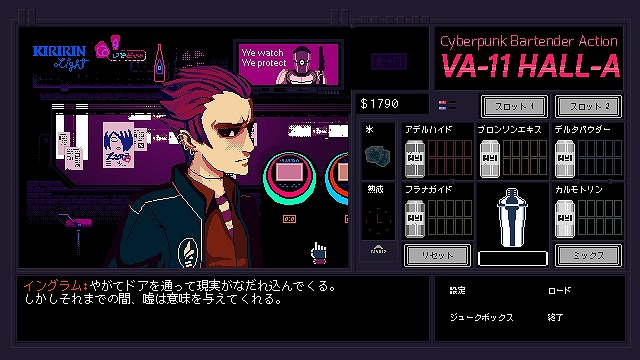 KIRIRIN
Light
We watch
We protect
Cyberpunk Bartender Action
VA-11 HALL-A
$1790
スロット 1
スロット 2
氷
アデルハイド
ブロンソンエキス
デルタパウダー
熟成
フラナガイド
カルモトリン
リセット
ミックス
イングラム:やがてドアを通って現実がなだれ込んでくる。
しかしそれまでの間、嘘は意味を与えてくれる。
設定
ロード
ジュークボックス
終了